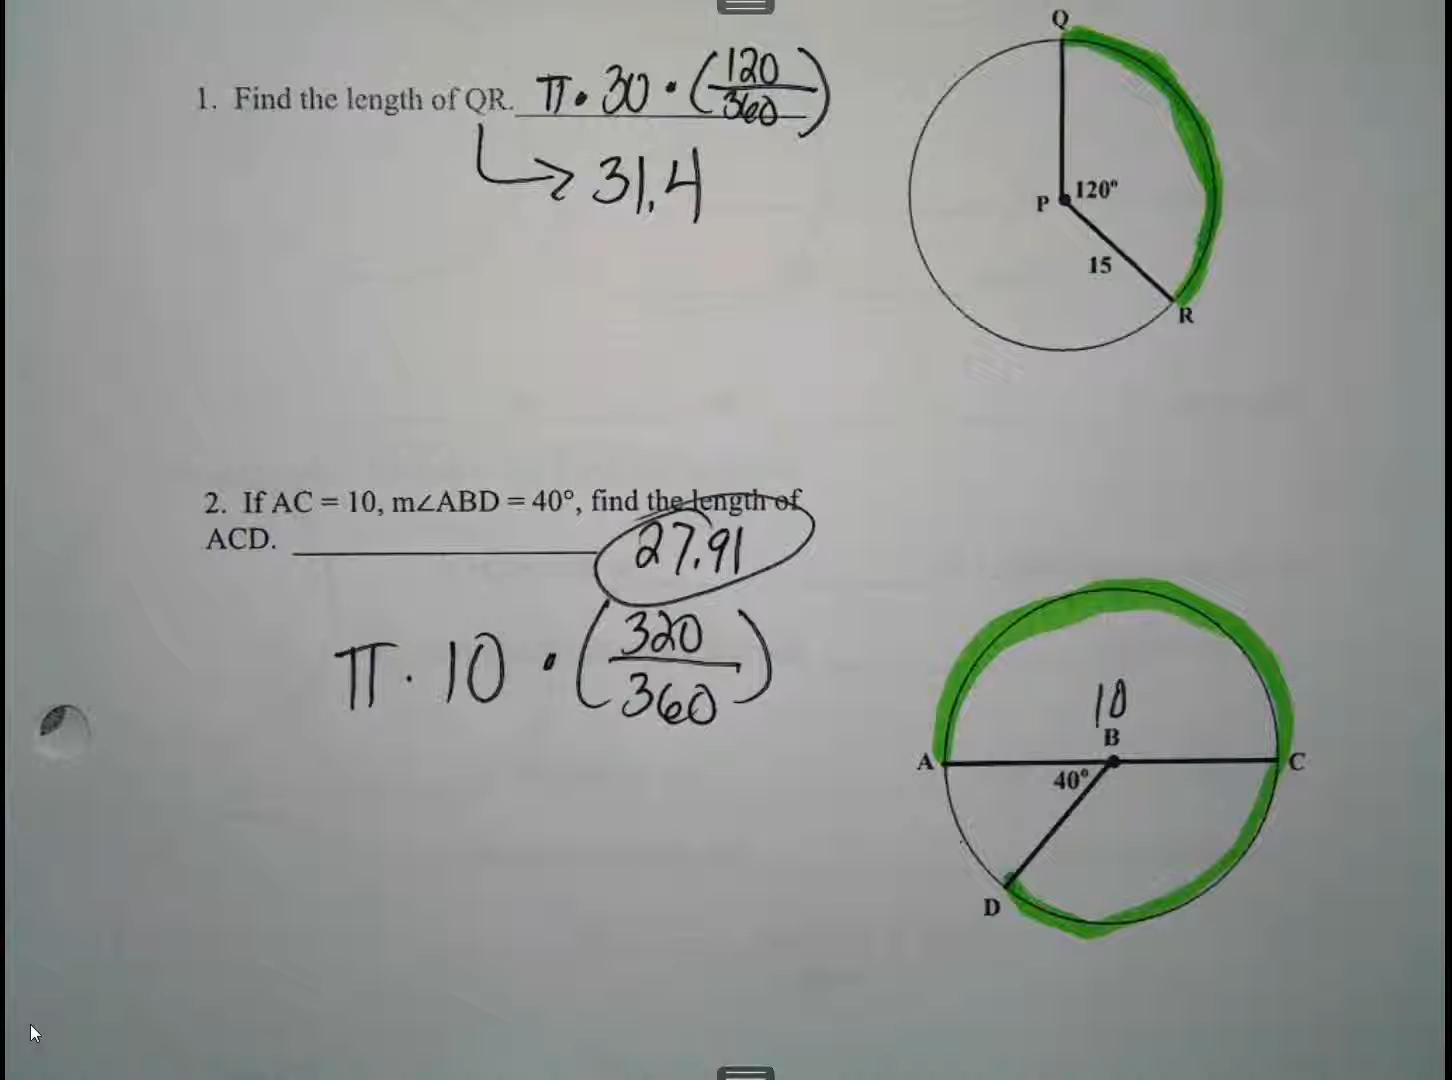 Q
1. Find the length of QR. π · 30 · (120/360)
→ 31.4
P 120°
15
R
2. If AC = 10, m∠ABD = 40°, find the length of
ACD. 27.91
π · 10 · (320/360)
10
B
A 40° C
D